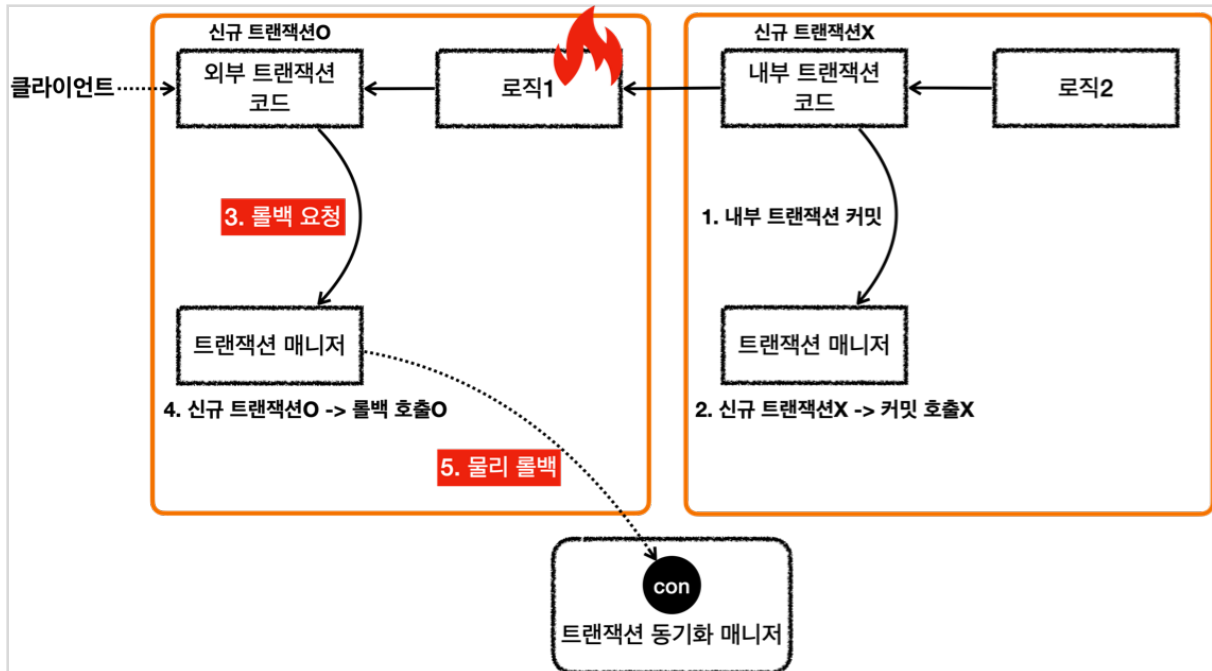 신규 트랜잭션O
신규 트랜잭션X
클라이언트
외부 트랜잭션
코드
로직1
내부 트랜잭션
코드
로직2
3. 롤백 요청
1. 내부 트랜잭션 커밋
트랜잭션 매니저
트랜잭션 매니저
4. 신규 트랜잭션O -> 롤백 호출O
2. 신규 트랜잭션X -> 커밋 호출X
5. 물리 롤백
con
트랜잭션 동기화 매니저